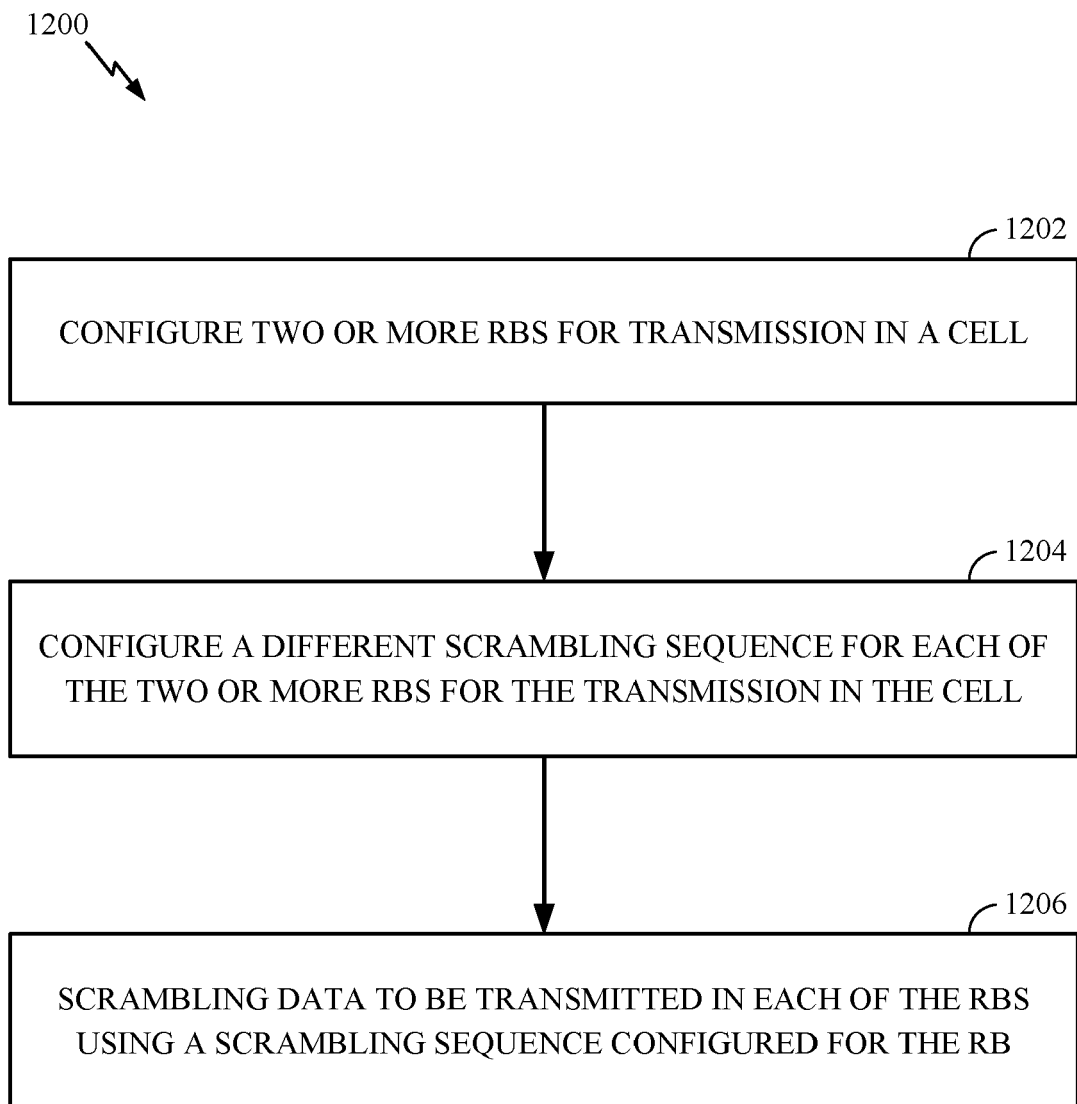 1200
1202
CONFIGURE TWO OR MORE RBS FOR TRANSMISSION IN A CELL
1204
CONFIGURE A DIFFERENT SCRAMBLING SEQUENCE FOR EACH OF
THE TWO OR MORE RBS FOR THE TRANSMISSION IN THE CELL
1206
SCRAMBLING DATA TO BE TRANSMITTED IN EACH OF THE RBS
USING A SCRAMBLING SEQUENCE CONFIGURED FOR THE RB